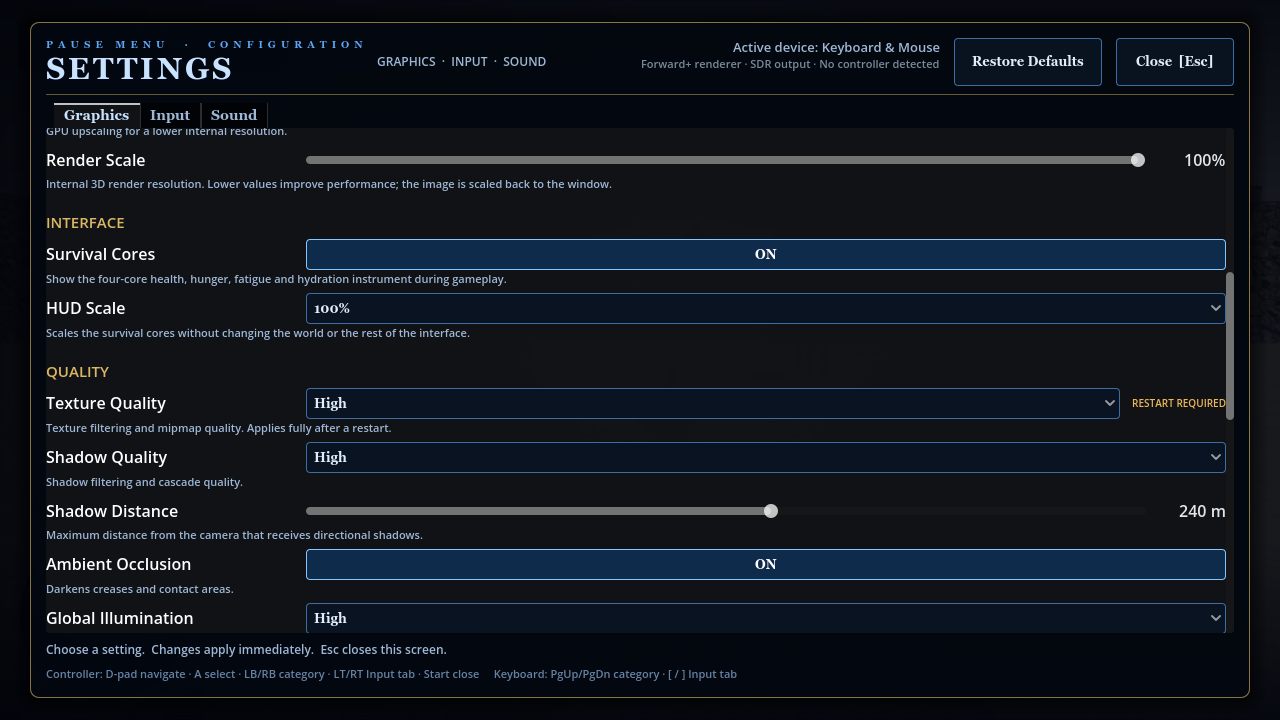 PAUSE MENU · CONFIGURATION
SETTINGS
GRAPHICS · INPUT · SOUND
Active device: Keyboard & Mouse
Forward+ renderer · SDR output · No controller detected
Restore Defaults
Close [Esc]
Graphics Input Sound
GPU upscaling for a lower internal resolution.
Render Scale 100%
Internal 3D render resolution. Lower values improve performance; the image is scaled back to the window.
INTERFACE
Survival Cores ON
Show the four-core health, hunger, fatigue and hydration instrument during gameplay.
HUD Scale 100%
Scales the survival cores without changing the world or the rest of the interface.
QUALITY
Texture Quality High RESTART REQUIRED
Texture filtering and mipmap quality. Applies fully after a restart.
Shadow Quality High
Shadow filtering and cascade quality.
Shadow Distance 240 m
Maximum distance from the camera that receives directional shadows.
Ambient Occlusion ON
Darkens creases and contact areas.
Global Illumination High
Choose a setting. Changes apply immediately. Esc closes this screen.
Controller: D-pad navigate · A select · LB/RB category · LT/RT Input tab · Start close Keyboard: PgUp/PgDn category · [ / ] Input tab